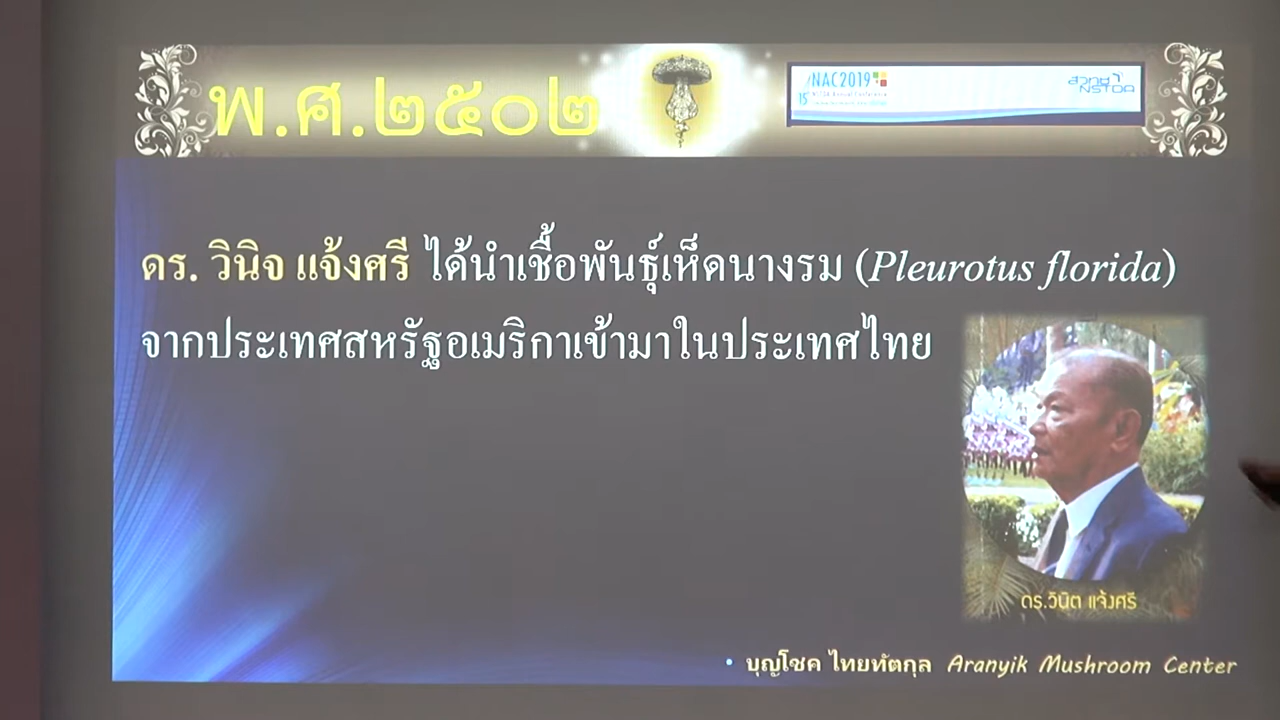 พ.ศ.๒๕๐๒
NAC2019
สวทช
NSTDA
ดร. วินิจ แจ้งศรี ได้นำเชื้อพันธุ์เห็ดนางรม (Pleurotus florida)
จากประเทศสหรัฐอเมริกาเข้ามาในประเทศไทย
ดร.วินิต แจ้งศรี
• บุญโชค ไทยทัตกุล Aranyik Mushroom Center